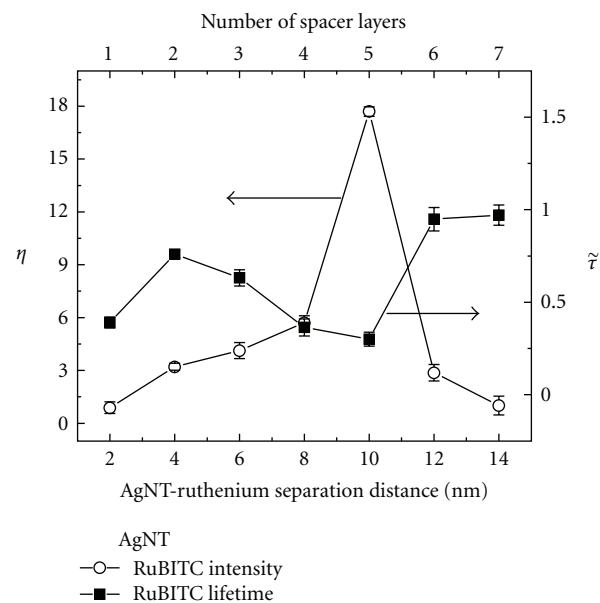 Number of spacer layers
1 2 3 4 5 6 7
18
15
12
9
6
3
0
η
1.5
1
0.5
0
τ̃
2 4 6 8 10 12 14
AgNT-ruthenium separation distance (nm)
AgNT
RuBITC intensity
RuBITC lifetime